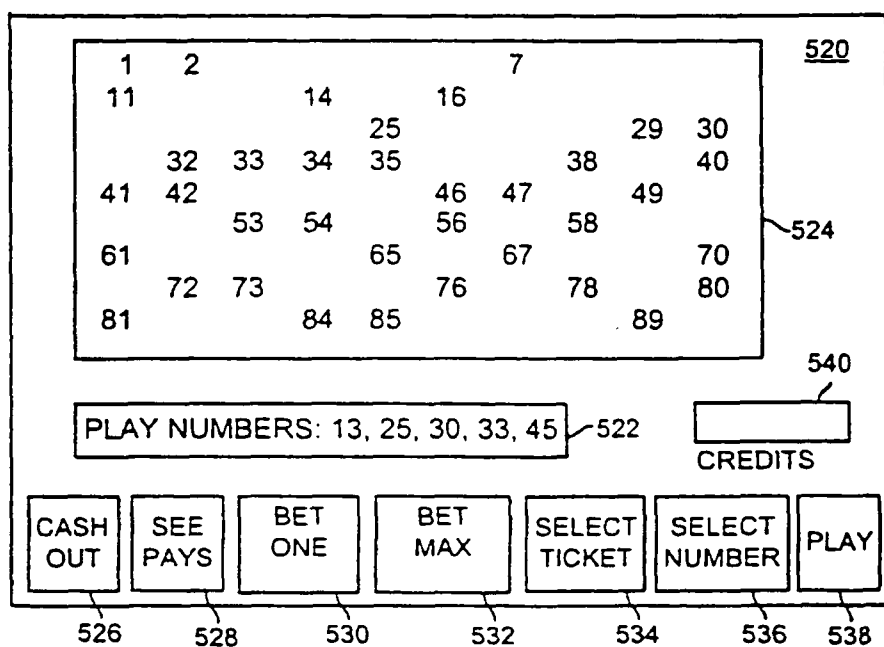 520
1 2 7
11 14 16
25 29 30
32 33 34 35 38 40
41 42 46 47 49
53 54 56 58
524
61 65 67 70
72 73 76 78 80
81 84 85 89
540
PLAY NUMBERS: 13, 25, 30, 33, 45
522
CREDITS
CASH OUT
SEE PAYS
BET ONE
BET MAX
SELECT TICKET
SELECT NUMBER
PLAY
526 528 530 532 534 536 538